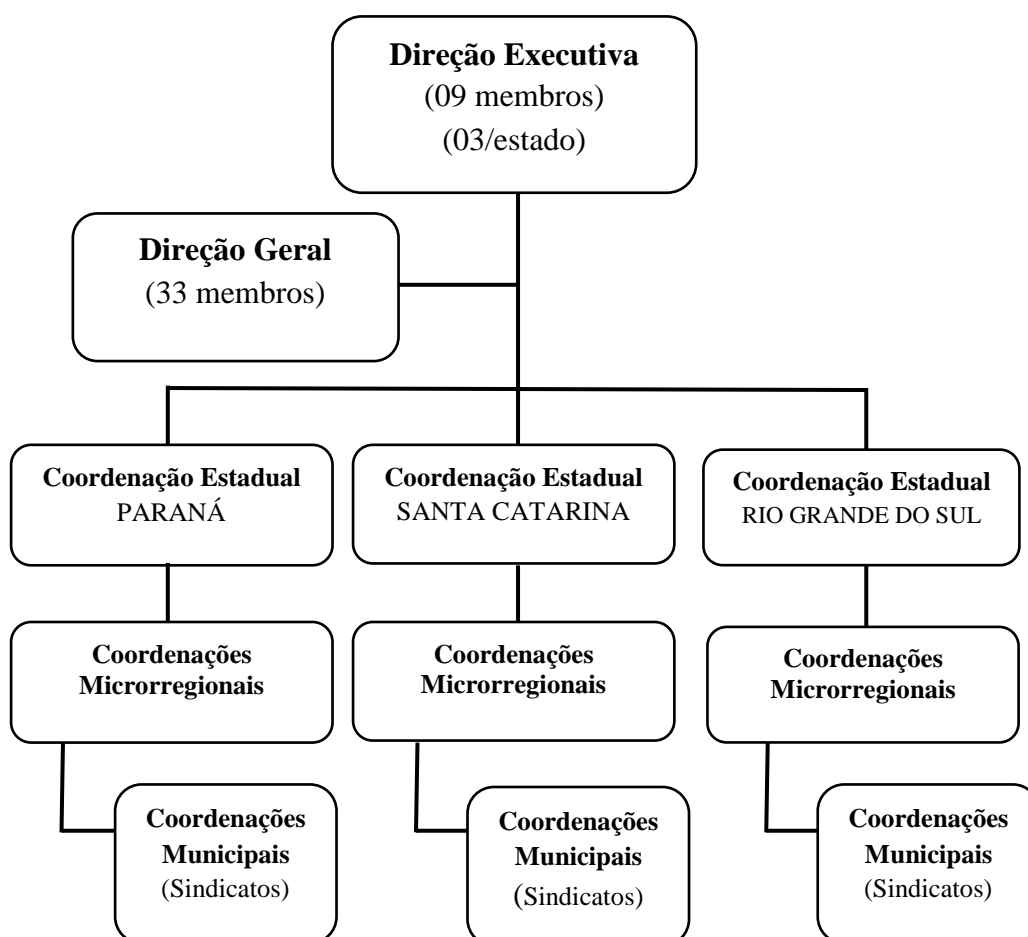 Direção Executiva
(09 membros)
(03/estado)
Direção Geral
(33 membros)
Coordenação Estadual
PARANÁ
Coordenação Estadual
SANTA CATARINA
Coordenação Estadual
RIO GRANDE DO SUL
Coordenações
Microrregionais
Coordenações
Microrregionais
Coordenações
Microrregionais
Coordenações
Municipais
(Sindicatos)
Coordenações
Municipais
(Sindicatos)
Coordenações
Municipais
(Sindicatos)